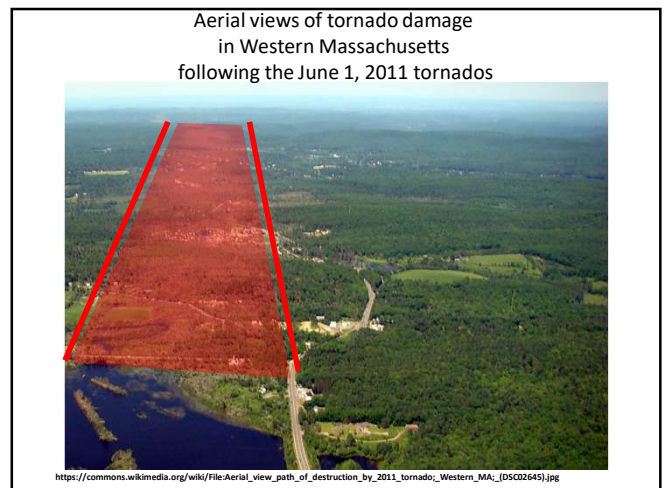 Aerial views of tornado damage
in Western Massachusetts
following the June 1, 2011 tornados
https://commons.wikimedia.org/wiki/File:Aerial_view_path_of_destruction_by_2011_tornado;_Western_MA;_(DSC02645).jpg